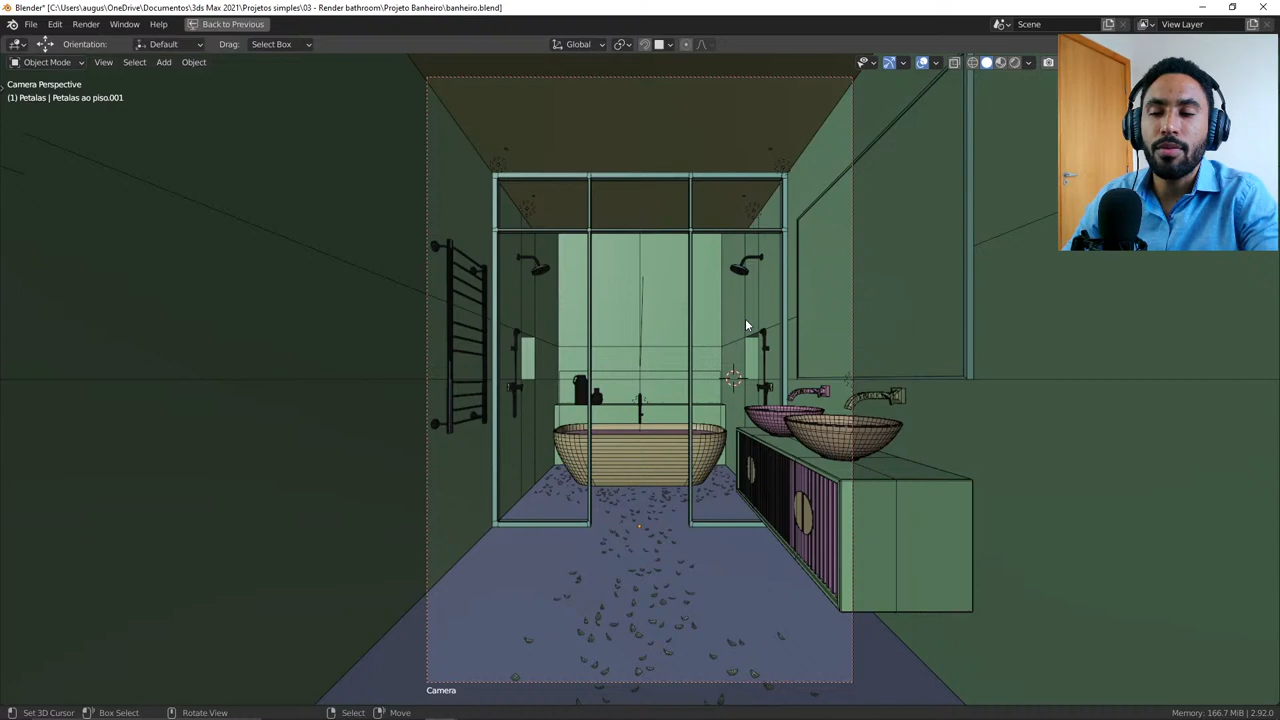 Blender* [C:\Users\augus\OneDrive\Documentos\3ds Max 2021\Projetos simples\03 - Render bathroom\Projeto Banheiro\banheiro.blend]
File Edit Render Window Help Back to Previous Scene View Layer
Orientation: Default Drag: Select Box Global
Object Mode View Select Add Object
Camera Perspective
(1) Petalas | Petalas ao piso.001
Camera
Set 3D Cursor Box Select Rotate View Select Move Memory: 166.7 MiB | 2.92.0